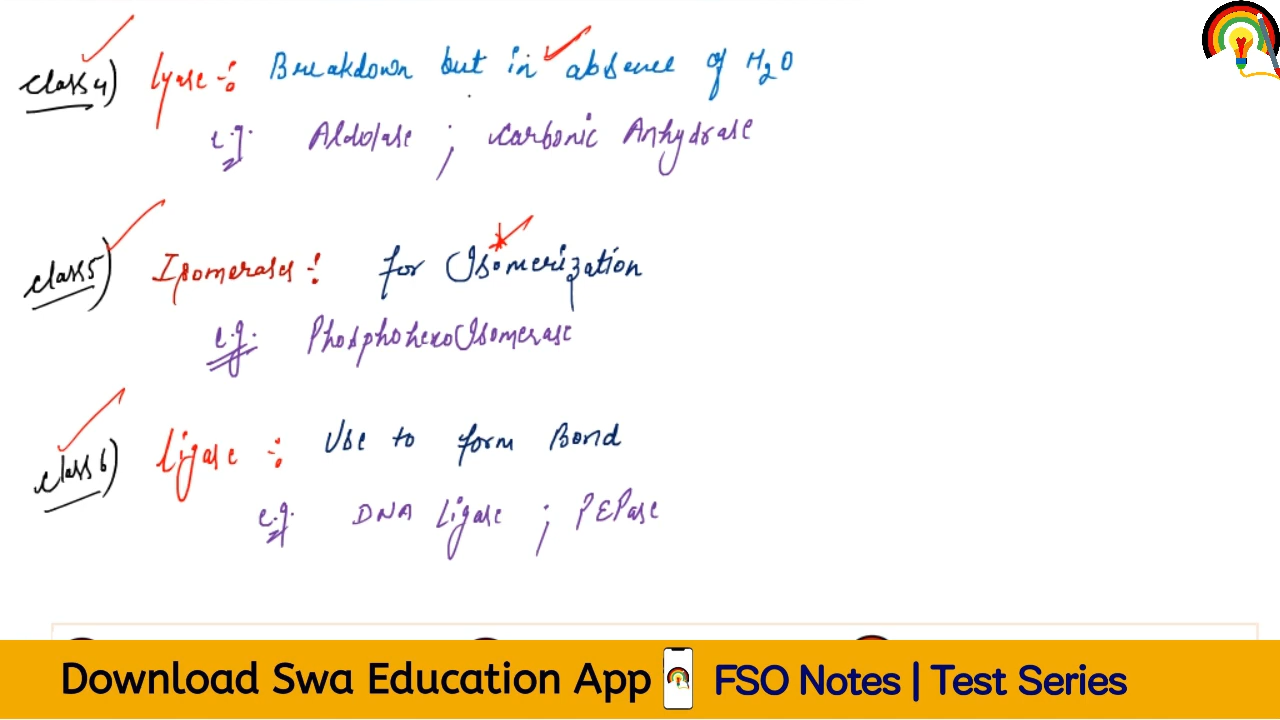 class 4) Lyase :- Breakdown but in absence of H₂O
e.g. Aldolase ; Carbonic Anhydrase
class 5) Isomerases :- for Isomerization
e.g. PhosphohexoIsomerase
class 6) Ligase :- Use to form Bond
e.g. DNA Ligase ; PEPase
Download Swa Education App FSO Notes | Test Series